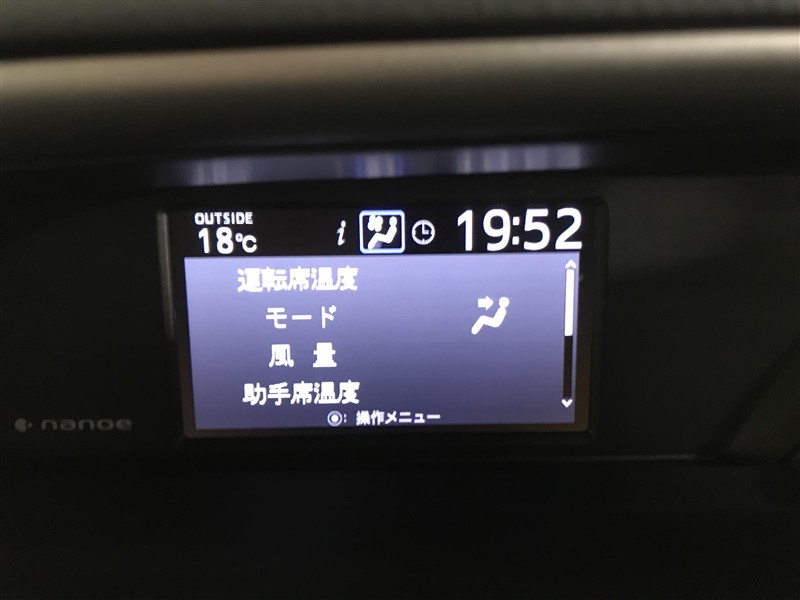 OUTSIDE
18℃ i 19:52
運転席温度
モード
風 量
助手席温度
◉: 操作メニュー
nanoe